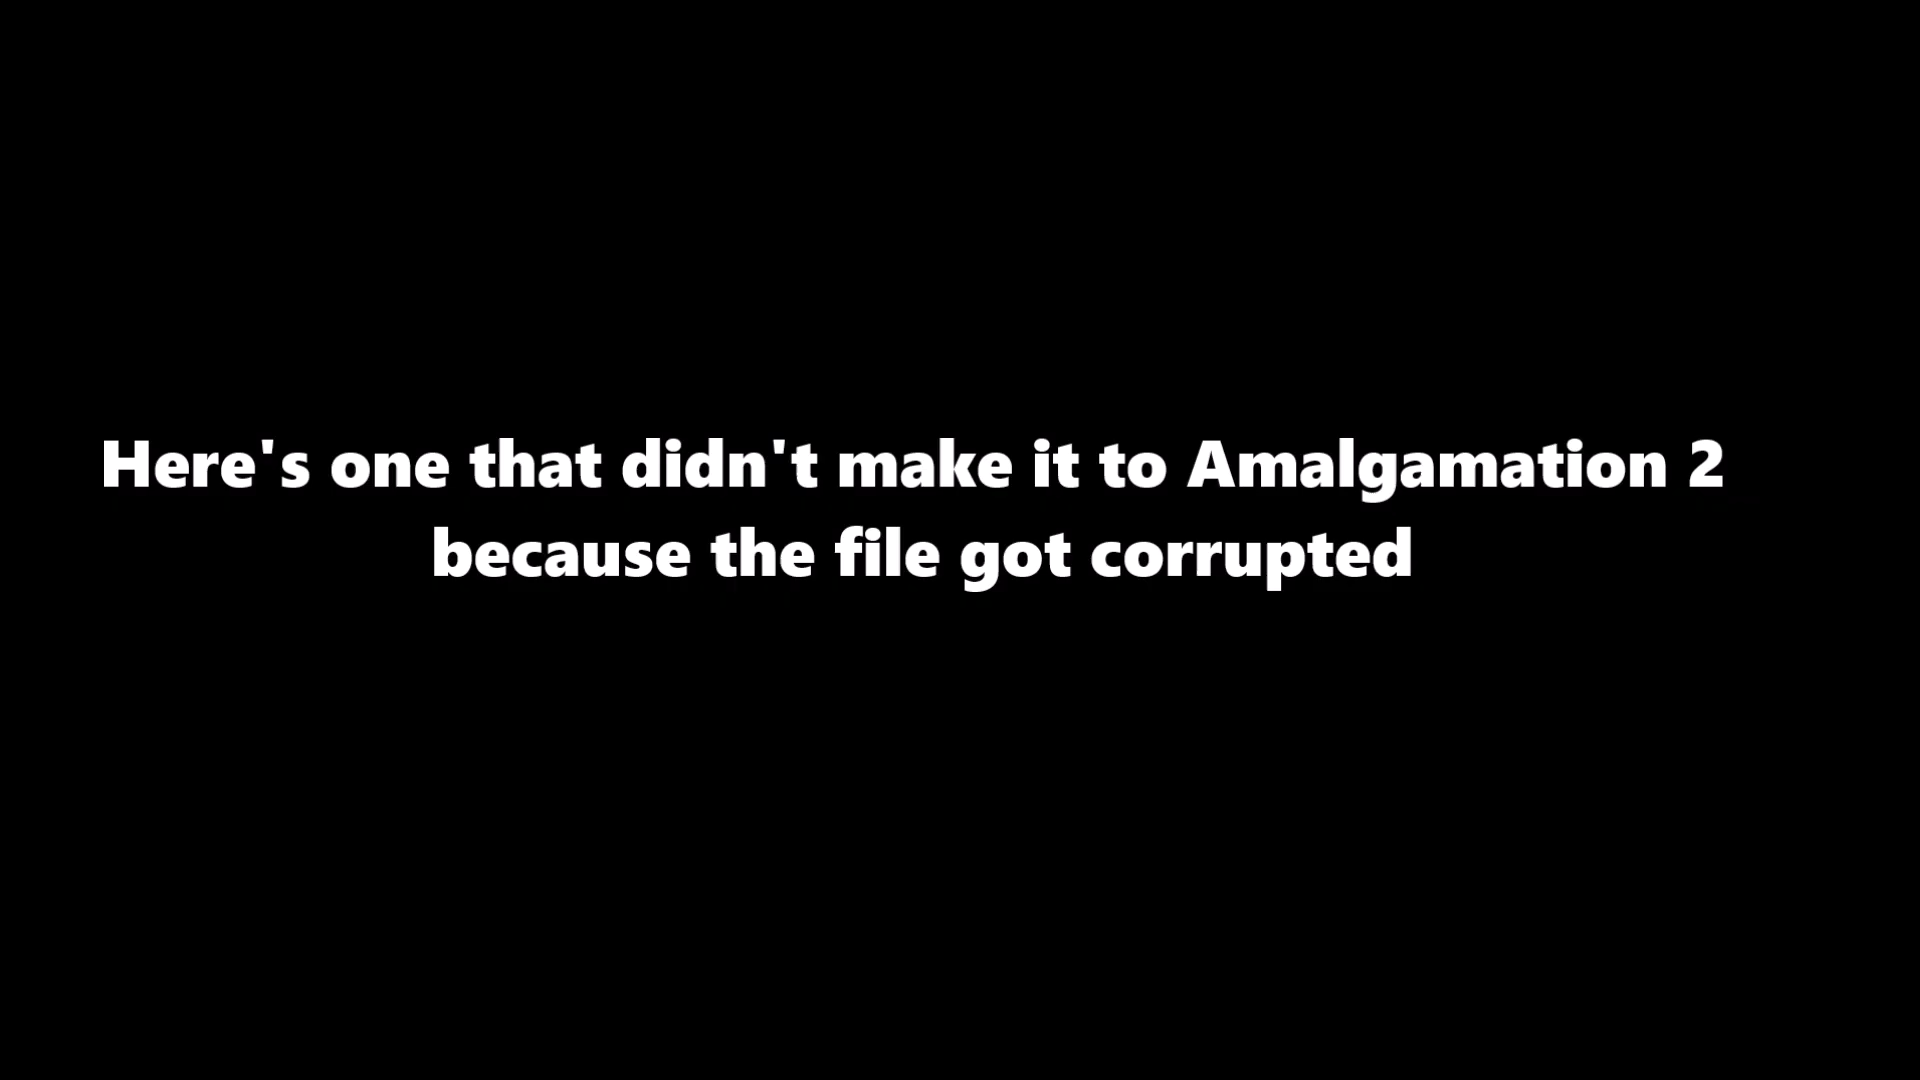 Here's one that didn't make it to Amalgamation 2
because the file got corrupted